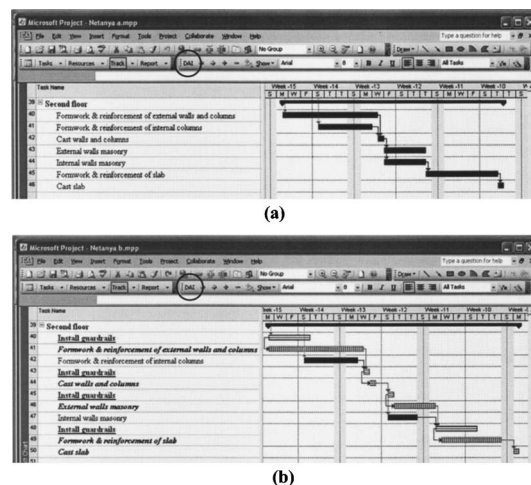 (a)
Microsoft Project - Netanya a.mpp
File Edit View Insert Format Tools Project Collaborate Window Help Type a question for help
No Group Draw
Tasks Resources Track Report DAI Show Arial 8 All Tasks
Task Name Week -15 Week -14 Week -13 Week -12 Week -11 Week -10
39 Second floor
40 Formwork & reinforcement of external walls and columns
41 Formwork & reinforcement of internal columns
42 Cast walls and columns
43 External walls masonry
44 Internal walls masonry
45 Formwork & reinforcement of slab
46 Cast slab
(a)
Microsoft Project - Netanya b.mpp
File Edit View Insert Format Tools Project Collaborate Window Help Type a question for help
No Group Draw
Tasks Resources Track Report DAI Show Arial 8 All Tasks
Task Name Week -14 Week -13 Week -12 Week -11 Week -10
39 Second floor
40 Install guardrails
41 Formwork & reinforcement of external walls and columns
42 Formwork & reinforcement of internal columns
43 Install guardrails
44 Cast walls and columns
45 Install guardrails
46 External walls masonry
47 Internal walls masonry
48 Install guardrails
49 Formwork & reinforcement of slab
50 Cast slab
(b)